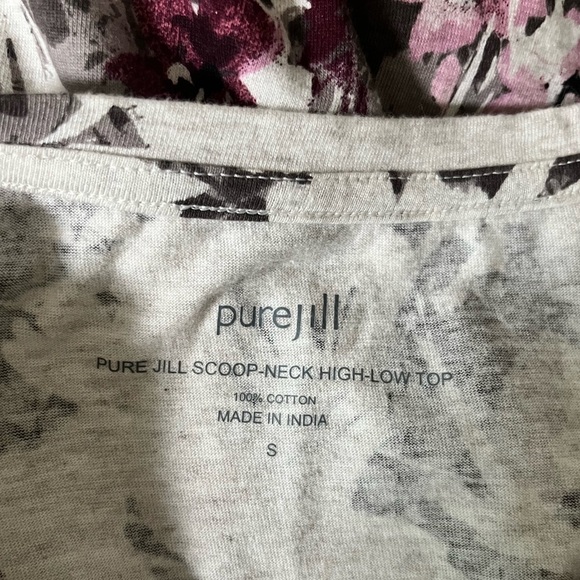 purejill
PURE JILL SCOOP-NECK HIGH-LOW TOP
100% COTTON
MADE IN INDIA
S